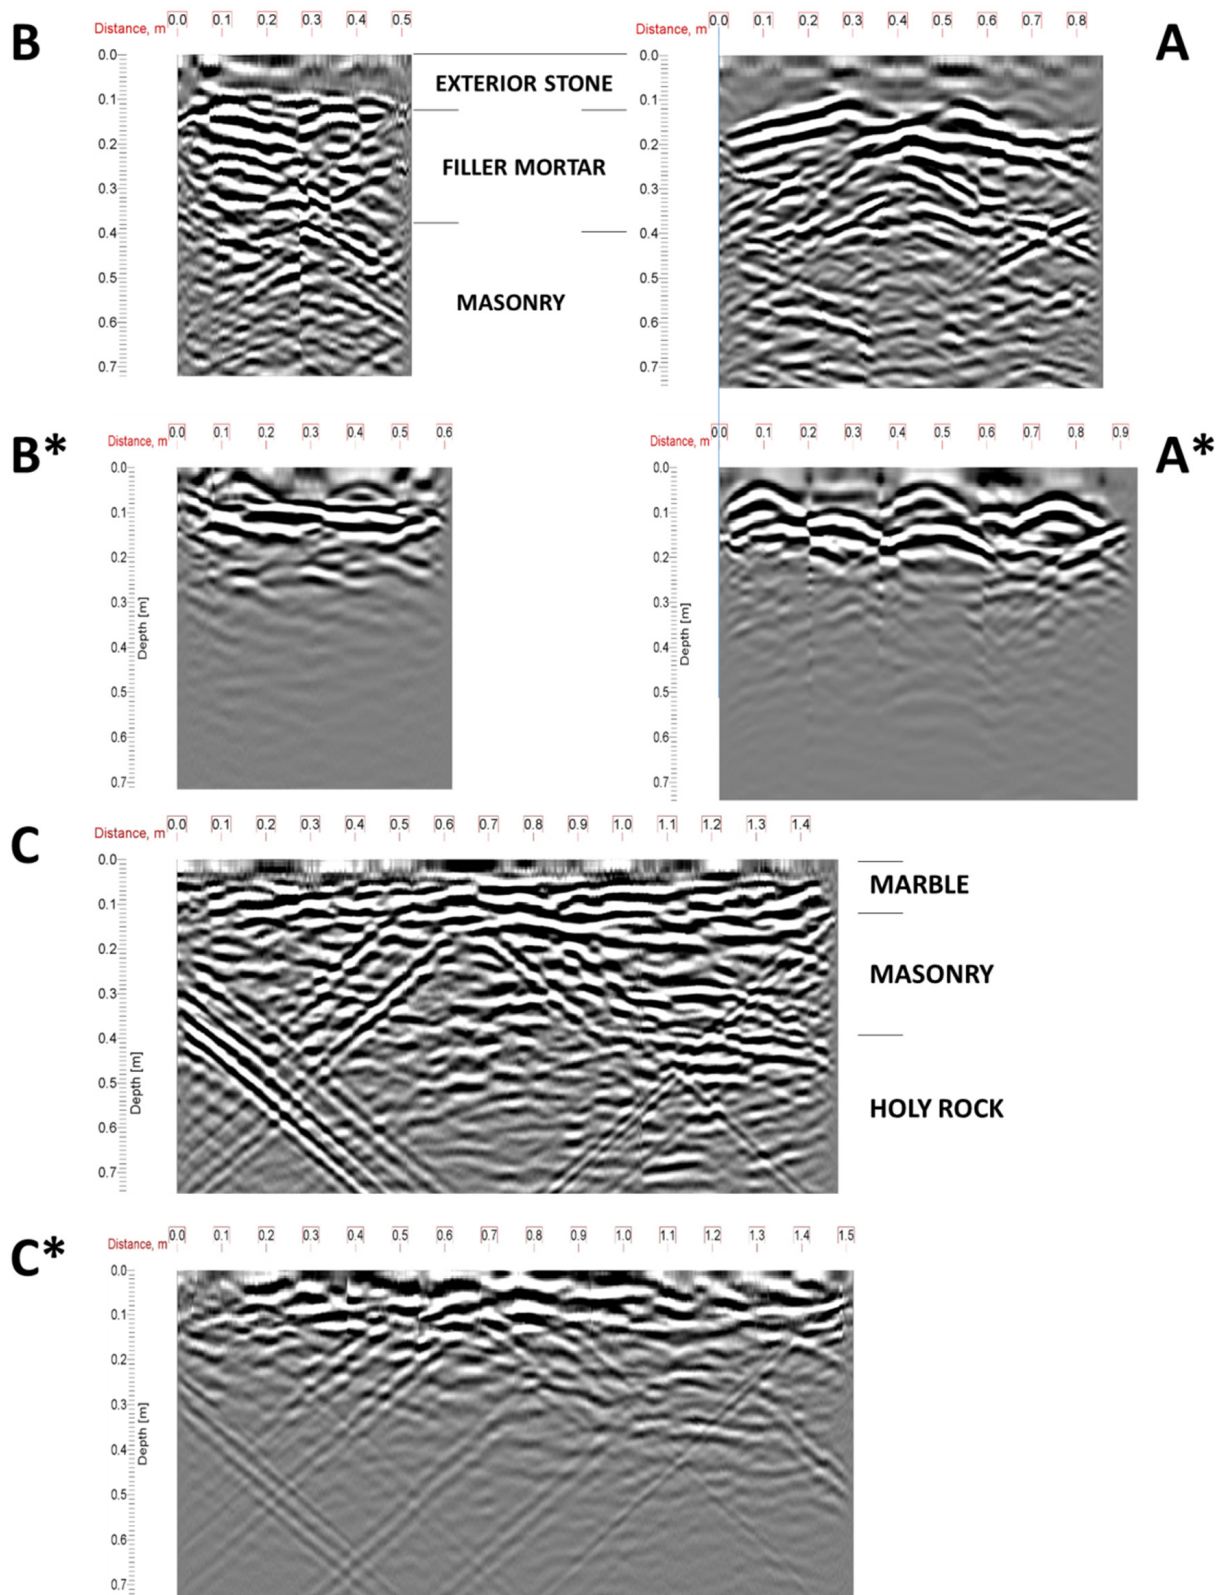 B
Distance, m
0.0 0.1 0.2 0.3 0.4 0.5
0.0
0.1
0.2
0.3
0.4
0.5
0.6
0.7
EXTERIOR STONE
FILLER MORTAR
MASONRY
A
Distance, m
0.0 0.1 0.2 0.3 0.4 0.5 0.6 0.7 0.8
0.0
0.1
0.2
0.3
0.4
0.5
0.6
0.7
B*
Distance, m
0.0 0.1 0.2 0.3 0.4 0.5 0.6
0.0
0.1
0.2
0.3
0.4
0.5
0.6
0.7
Depth [m]
A*
Distance, m
0.0 0.1 0.2 0.3 0.4 0.5 0.6 0.7 0.8 0.9
0.0
0.1
0.2
0.3
0.4
0.5
0.6
0.7
Depth [m]
C
Distance, m
0.0 0.1 0.2 0.3 0.4 0.5 0.6 0.7 0.8 0.9 1.0 1.1 1.2 1.3 1.4
0.0
0.1
0.2
0.3
0.4
0.5
0.6
0.7
Depth [m]
MARBLE
MASONRY
HOLY ROCK
C*
Distance, m
0.0 0.1 0.2 0.3 0.4 0.5 0.6 0.7 0.8 0.9 1.0 1.1 1.2 1.3 1.4 1.5
0.0
0.1
0.2
0.3
0.4
0.5
0.6
0.7
Depth [m]